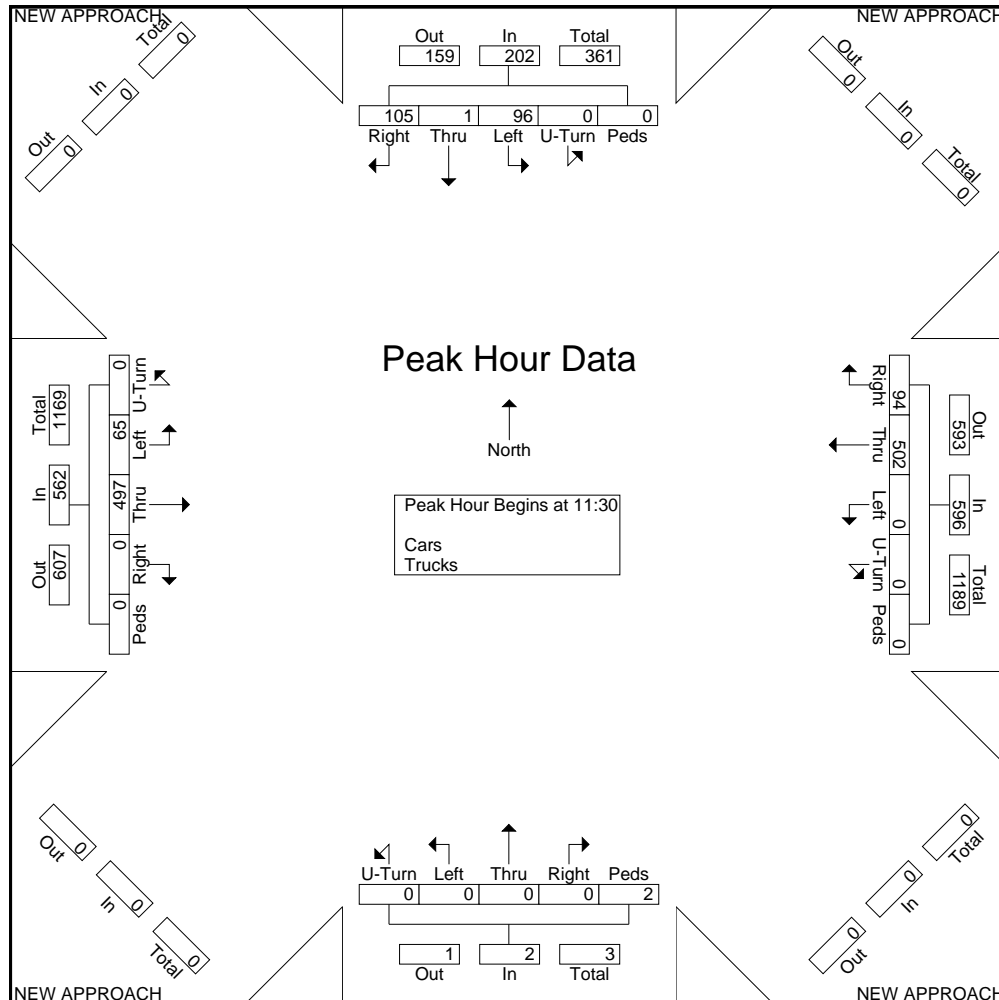 NEW APPROACH
NEW APPROACH
Total
0
In
0
Out
0
Out In Total
159 202 361
105 1 96 0 0
Right Thru Left U-Turn Peds
Out
0
In
0
Total
0
Peak Hour Data
North
Peak Hour Begins at 11:30
Cars
Trucks
Total In Out
1169 562 607
0 65 497 0 0
U-Turn Left Thru Right Peds
Out In Total
593 596 1189
94 502 0 0 0
Right Thru Left U-Turn Peds
U-Turn Left Thru Right Peds
0 0 0 0 2
1 2 3
Out In Total
Out
0
In
0
Total
0
Total
0
In
0
Out
0
NEW APPROACH
NEW APPROACH